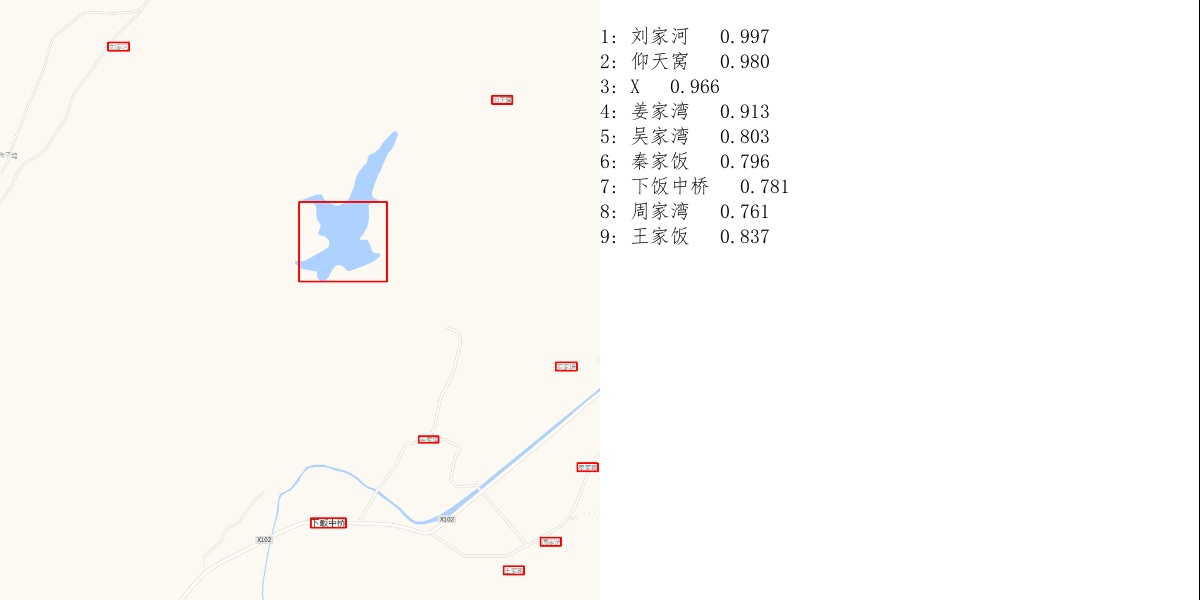 X102
X102
1: 刘家河 0.997
2: 仰天窝 0.980
3: X 0.966
4: 姜家湾 0.913
5: 吴家湾 0.803
6: 秦家饭 0.796
7: 下饭中桥 0.781
8: 周家湾 0.761
9: 王家饭 0.837